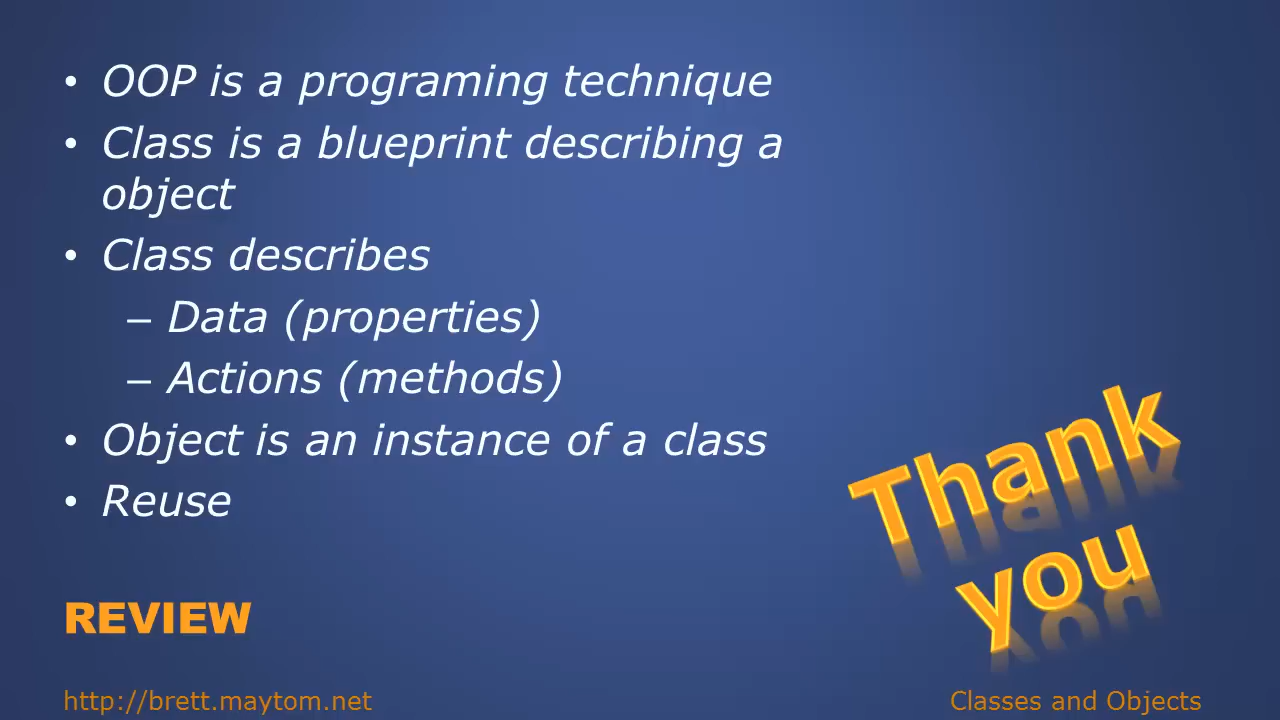 • OOP is a programing technique
• Class is a blueprint describing a
object
• Class describes
– Data (properties)
– Actions (methods)
• Object is an instance of a class
• Reuse
Thank
you
REVIEW
http://brett.maytom.net
Classes and Objects